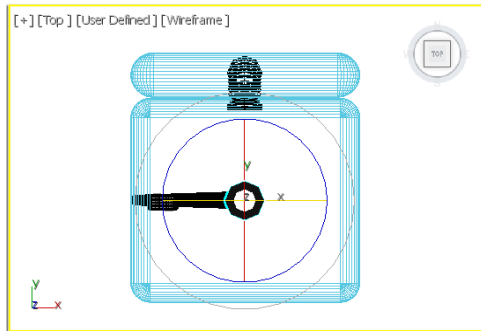 [+] [Top] [User Defined] [Wireframe]
N
TOP
y
z
x
y
z
x